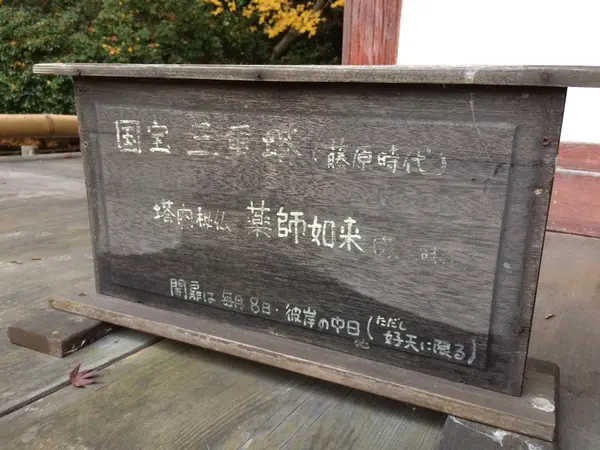 国宝 三重塔(藤原時代)
塔内秘仏 薬師如来(
開扉は 毎月8日・彼岸の中日(ただし好天に限る)
他